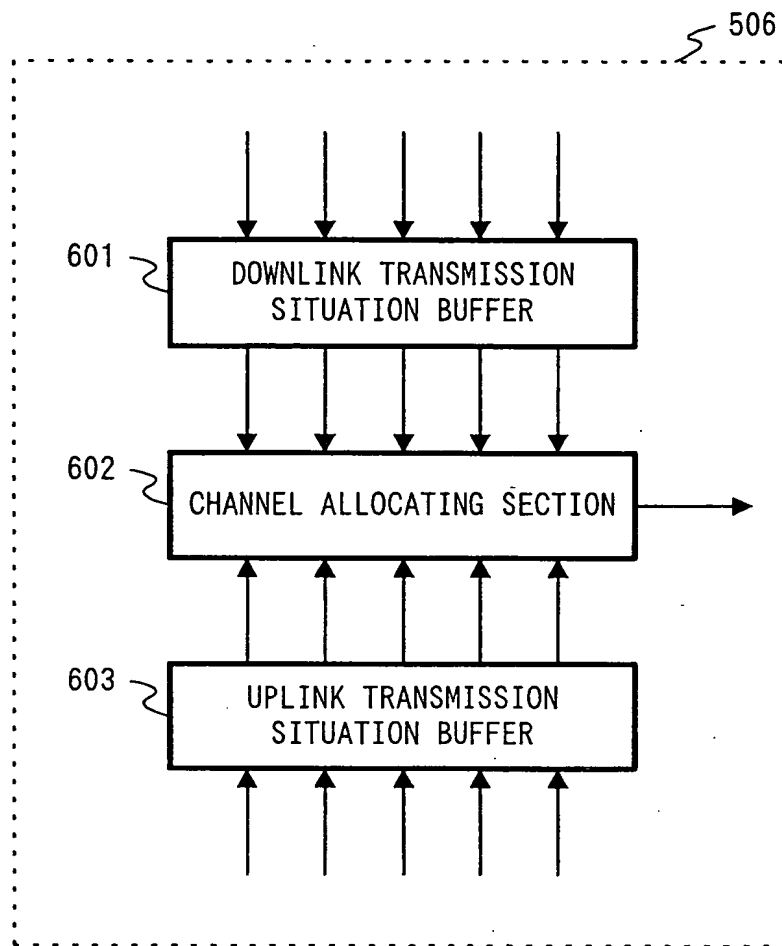 506
601
DOWNLINK TRANSMISSION
SITUATION BUFFER
602
CHANNEL ALLOCATING SECTION
603
UPLINK TRANSMISSION
SITUATION BUFFER